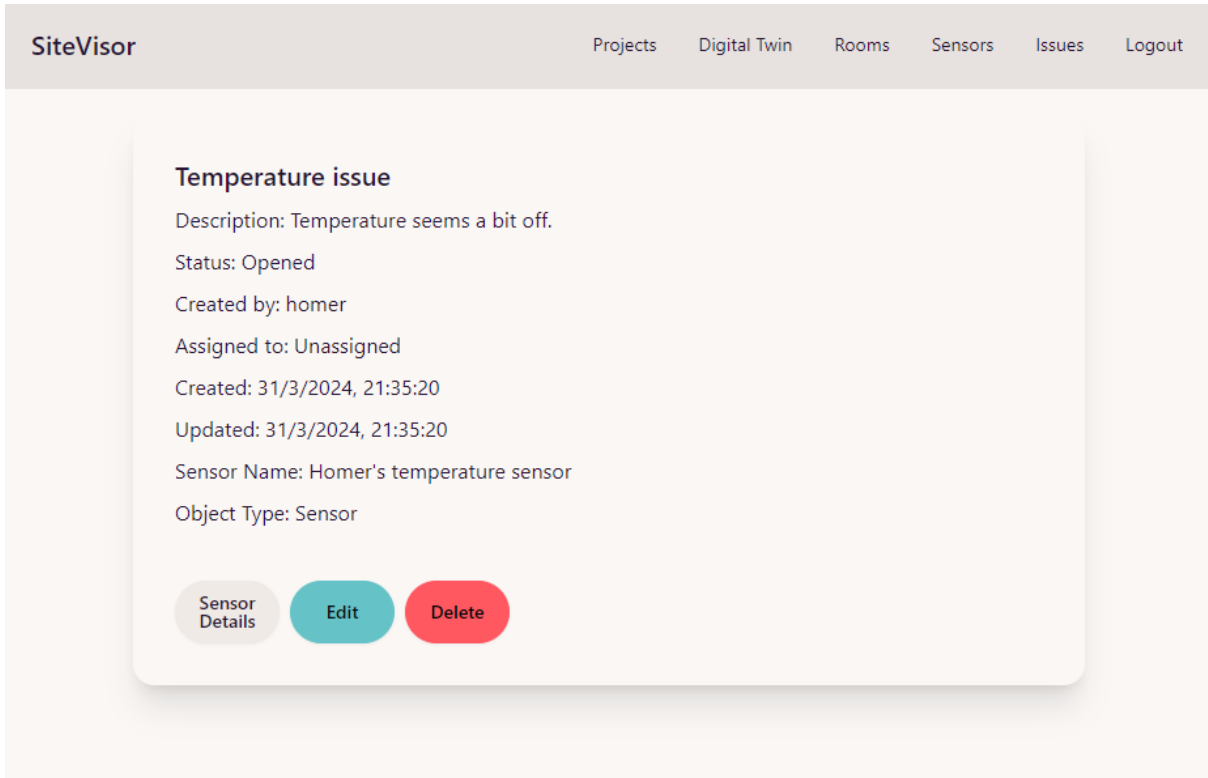 SiteVisor Projects Digital Twin Rooms Sensors Issues Logout
Temperature issue
Description: Temperature seems a bit off.
Status: Opened
Created by: homer
Assigned to: Unassigned
Created: 31/3/2024, 21:35:20
Updated: 31/3/2024, 21:35:20
Sensor Name: Homer's temperature sensor
Object Type: Sensor
Sensor
Details
Edit
Delete